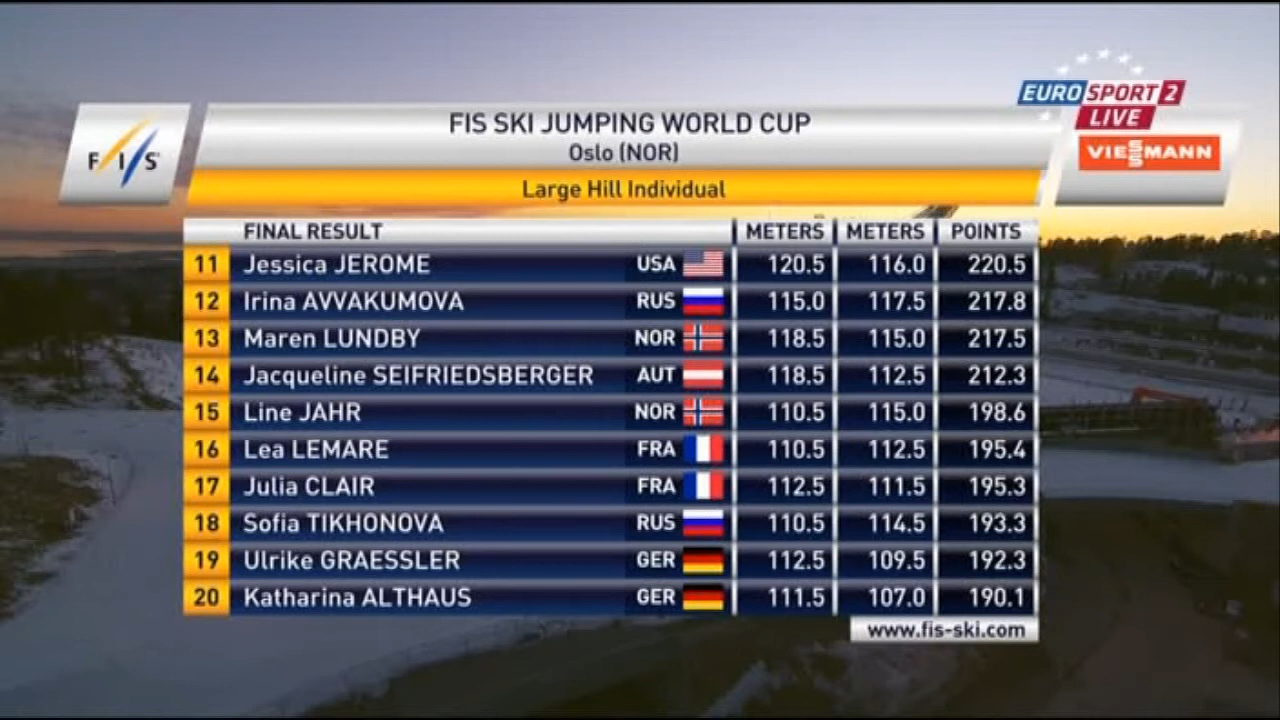 EUROSPORT 2
LIVE
FIS
VIESSMANN
FIS SKI JUMPING WORLD CUP
Oslo (NOR)
Large Hill Individual
FINAL RESULT METERS METERS POINTS
11 Jessica JEROME USA 120.5 116.0 220.5
12 Irina AVVAKUMOVA RUS 115.0 117.5 217.8
13 Maren LUNDBY NOR 118.5 115.0 217.5
14 Jacqueline SEIFRIEDSBERGER AUT 118.5 112.5 212.3
15 Line JAHR NOR 110.5 115.0 198.6
16 Lea LEMARE FRA 110.5 112.5 195.4
17 Julia CLAIR FRA 112.5 111.5 195.3
18 Sofia TIKHONOVA RUS 110.5 114.5 193.3
19 Ulrike GRAESSLER GER 112.5 109.5 192.3
20 Katharina ALTHAUS GER 111.5 107.0 190.1
www.fis-ski.com